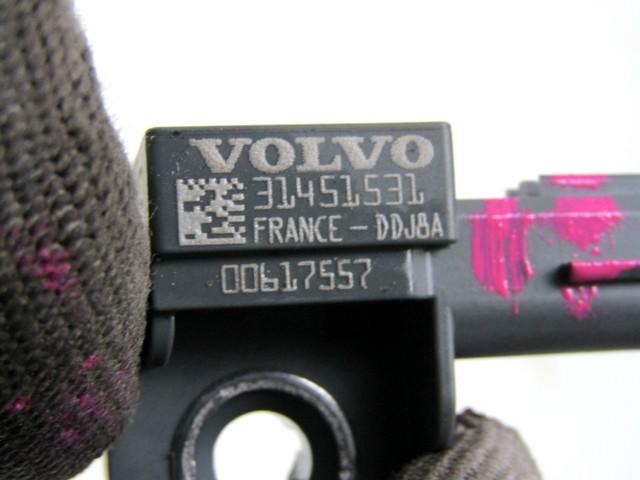 VOLVO
31451531
FRANCE - DDJ8A
00617557